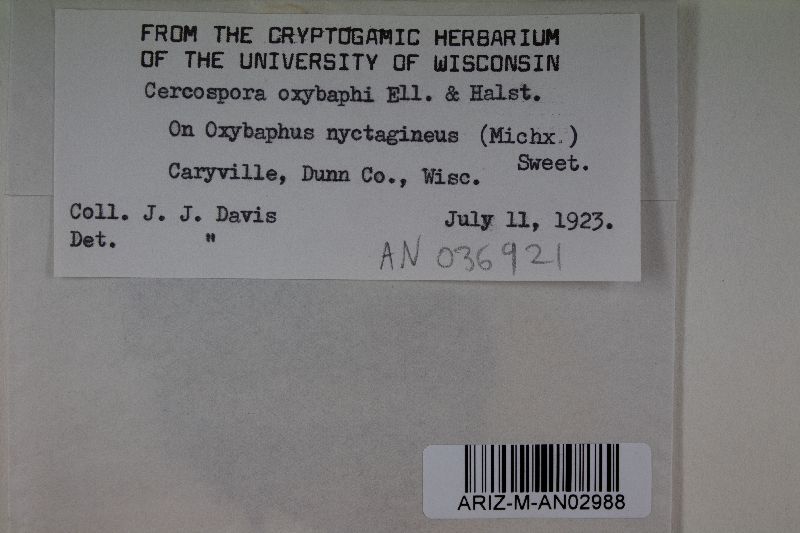 FROM THE CRYPTOGAMIC HERBARIUM
OF THE UNIVERSITY OF WISCONSIN
Cercospora oxybaphi Ell. & Halst.
On Oxybaphus nyctagineus (Michx.)
Sweet.
Caryville, Dunn Co., Wisc.
Coll. J. J. Davis July 11, 1923.
Det. "
AN 036921
ARIZ-M-AN02988